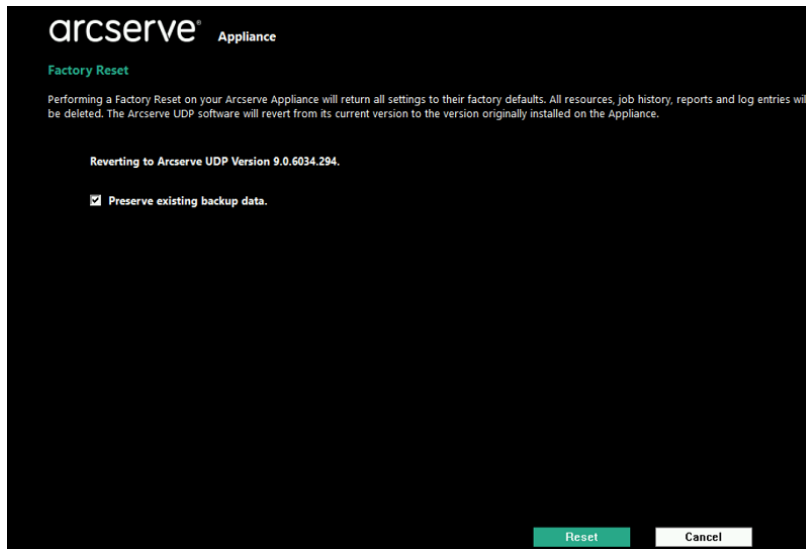 arcserve® Appliance
Factory Reset
Performing a Factory Reset on your Arcserve Appliance will return all settings to their factory defaults. All resources, job history, reports and log entries wil
be deleted. The Arcserve UDP software will revert from its current version to the version originally installed on the Appliance.
Reverting to Arcserve UDP Version 9.0.6034.294.
Preserve existing backup data.
Reset Cancel